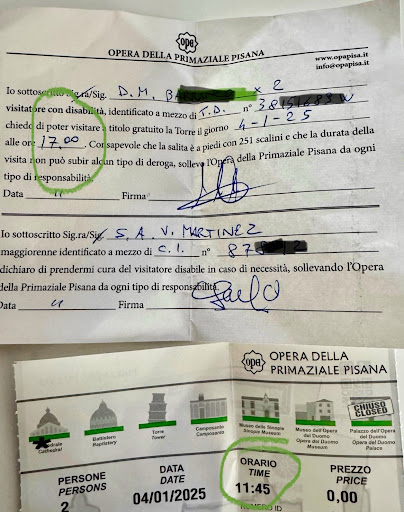 ope
OPERA DELLA PRIMAZIALE PISANA
www.opapisa.it
info@opapisa.it
Io sottoscritto Sig.ra/Sig. D. M. x 2
visitatore con disabilità, identificato a mezzo di T.D. n°
chiede di poter visitare a titolo gratuito la Torre il giorno 4-1-25
alle ore 17,00. Consapevole che la salita è a piedi con 251 scalini e che la durata della
visita non può subir alcun tipo di deroga, sollevo l'Opera della Primaziale Pisana da ogni
tipo di responsabilità.
Data " Firma
Io sottoscritto Sig.ra/Sig. S. A. V. MARTINEZ
maggiorenne identificato a mezzo di C.I. n° 87
dichiaro di prendermi cura del visitatore disabile in caso di necessità, sollevando l'Opera
della Primaziale Pisana da ogni tipo di responsabilità.
Data " Firma
ope
OPERA DELLA
PRIMAZIALE PISANA
Cathedral
Battistero
Baptistery
Torre
Tower
Camposanto
Camposanto
Museo delle Sinopie
Sinopie Museum
Museo dell'Opera
del Duomo
Opera del Duomo
Museum
CHIUSO
CLOSED
Palazzo dell'Opera
del Duomo
Opera del Duomo
Palace
PERSONE
PERSONS
2
DATA
DATE
04/01/2025
ORARIO
TIME
11:45
PREZZO
PRICE
0,00
NUMERO ID